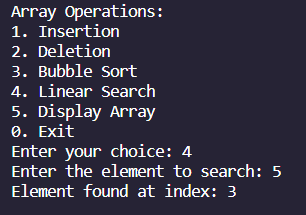 Array Operations:
1. Insertion
2. Deletion
3. Bubble Sort
4. Linear Search
5. Display Array
0. Exit
Enter your choice: 4
Enter the element to search: 5
Element found at index: 3